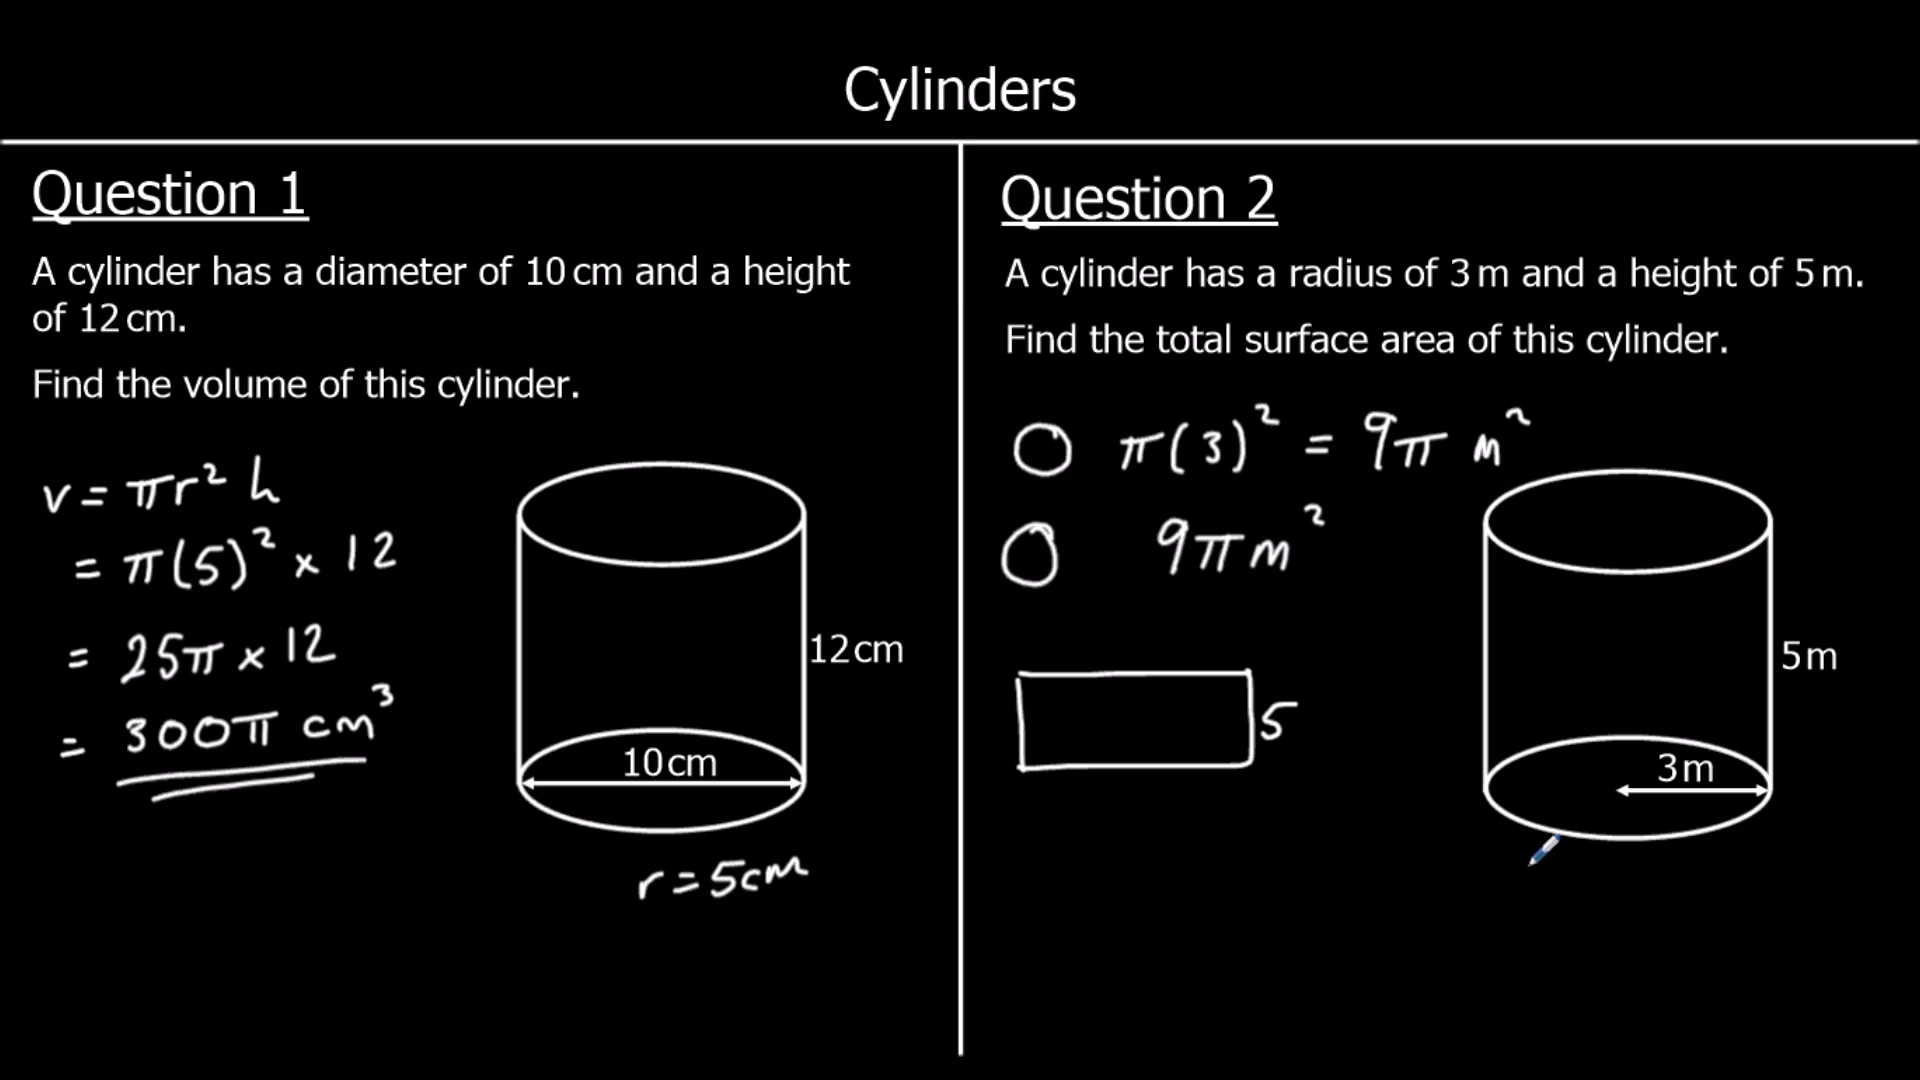 Cylinders
Question 1
A cylinder has a diameter of 10 cm and a height
of 12 cm.
Find the volume of this cylinder.
v = πr² h
= π(5)² × 12
= 25π × 12
= 300π cm³
12 cm
10 cm
r = 5cm
Question 2
A cylinder has a radius of 3 m and a height of 5 m.
Find the total surface area of this cylinder.
π(3)² = 9π m²
9π m²
5
5 m
3 m